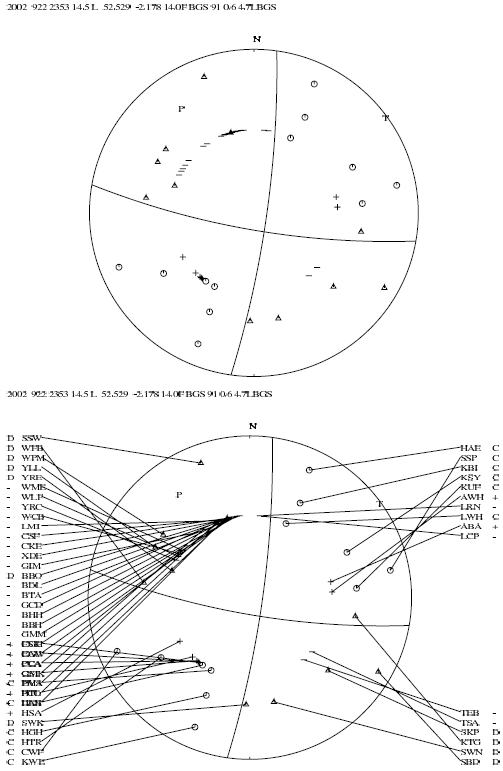 2002 922 2353 14.5 L 52.529 -2.178 14.0F BGS 91 0.6 4.7LBGS
N
P
T
2002 922 2353 14.5 L 52.529 -2.178 14.0F BGS 91 0.6 4.7LBGS
N
D SSW
D WFB
D WPM
D YLL
D YRE
- WME
- WLF
- YRC
- WCB
- LMI
- CSF
- CKE
- XDE
- GIM
D BBO
- BDL
- BTA
- GCD
- BHH
- BBH
- GMM
+
+
+ CCA
+
C
+
C
+ HSA
D SWK
C HGH
C HTR
C CWF
C KWE
P
T
HAE C
SSP C
KBI C
KSY C
KUF C
AWH +
LRN -
LWH C
ABA +
LCP -
TEB -
TSA -
SKP D
KTG D
SWN D
SBD D